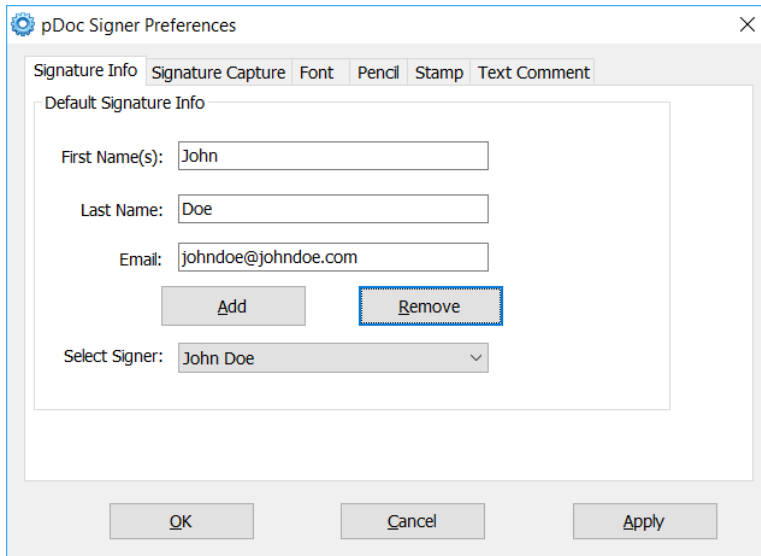 pDoc Signer Preferences
Signature Info Signature Capture Font Pencil Stamp Text Comment
Default Signature Info
First Name(s): John
Last Name: Doe
Email: johndoe@johndoe.com
Add Remove
Select Signer: John Doe
OK Cancel Apply